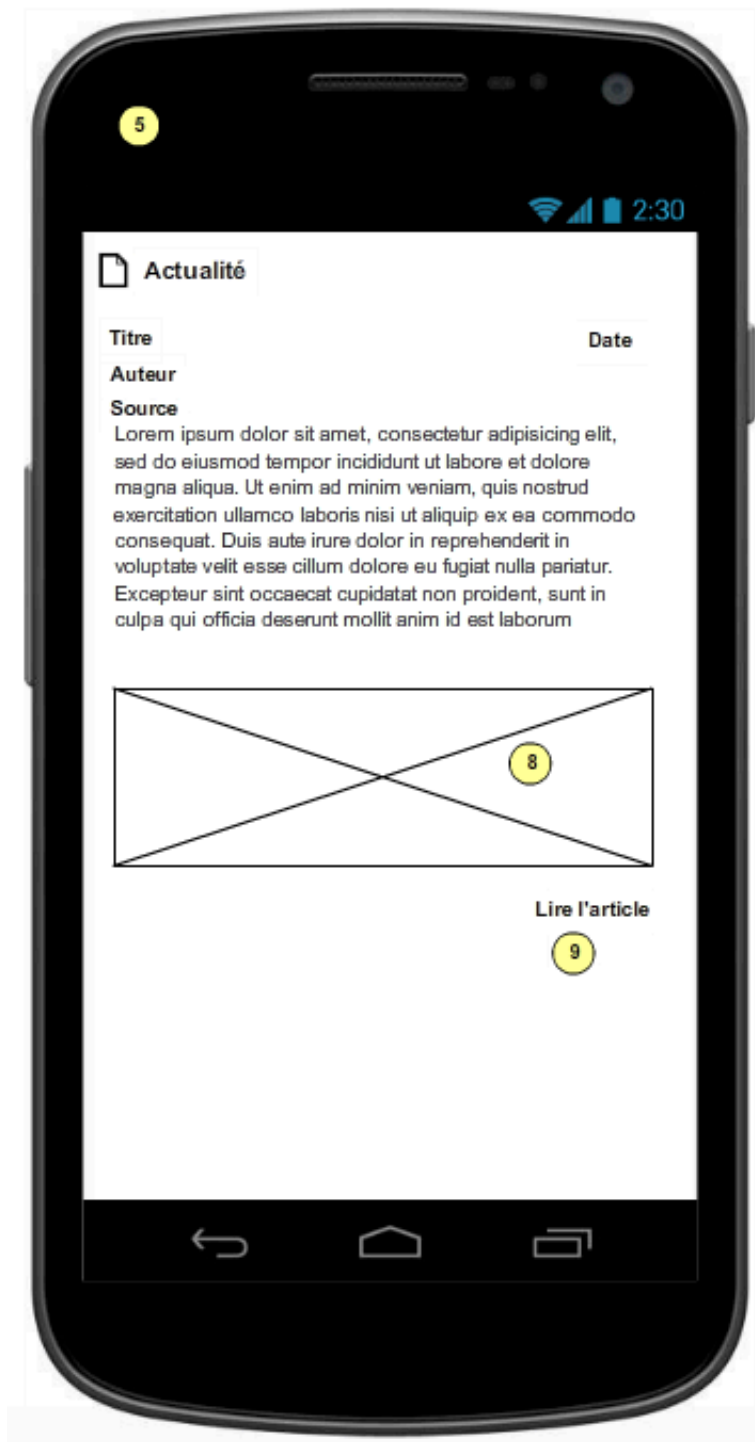 5
2:30
Actualité
Titre
Date
Auteur
Source
Lorem ipsum dolor sit amet, consectetur adipisicing elit,
sed do eiusmod tempor incididunt ut labore et dolore
magna aliqua. Ut enim ad minim veniam, quis nostrud
exercitation ullamco laboris nisi ut aliquip ex ea commodo
consequat. Duis aute irure dolor in reprehenderit in
voluptate velit esse cillum dolore eu fugiat nulla pariatur.
Excepteur sint occaecat cupidatat non proident, sunt in
culpa qui officia deserunt mollit anim id est laborum
8
Lire l'article
9